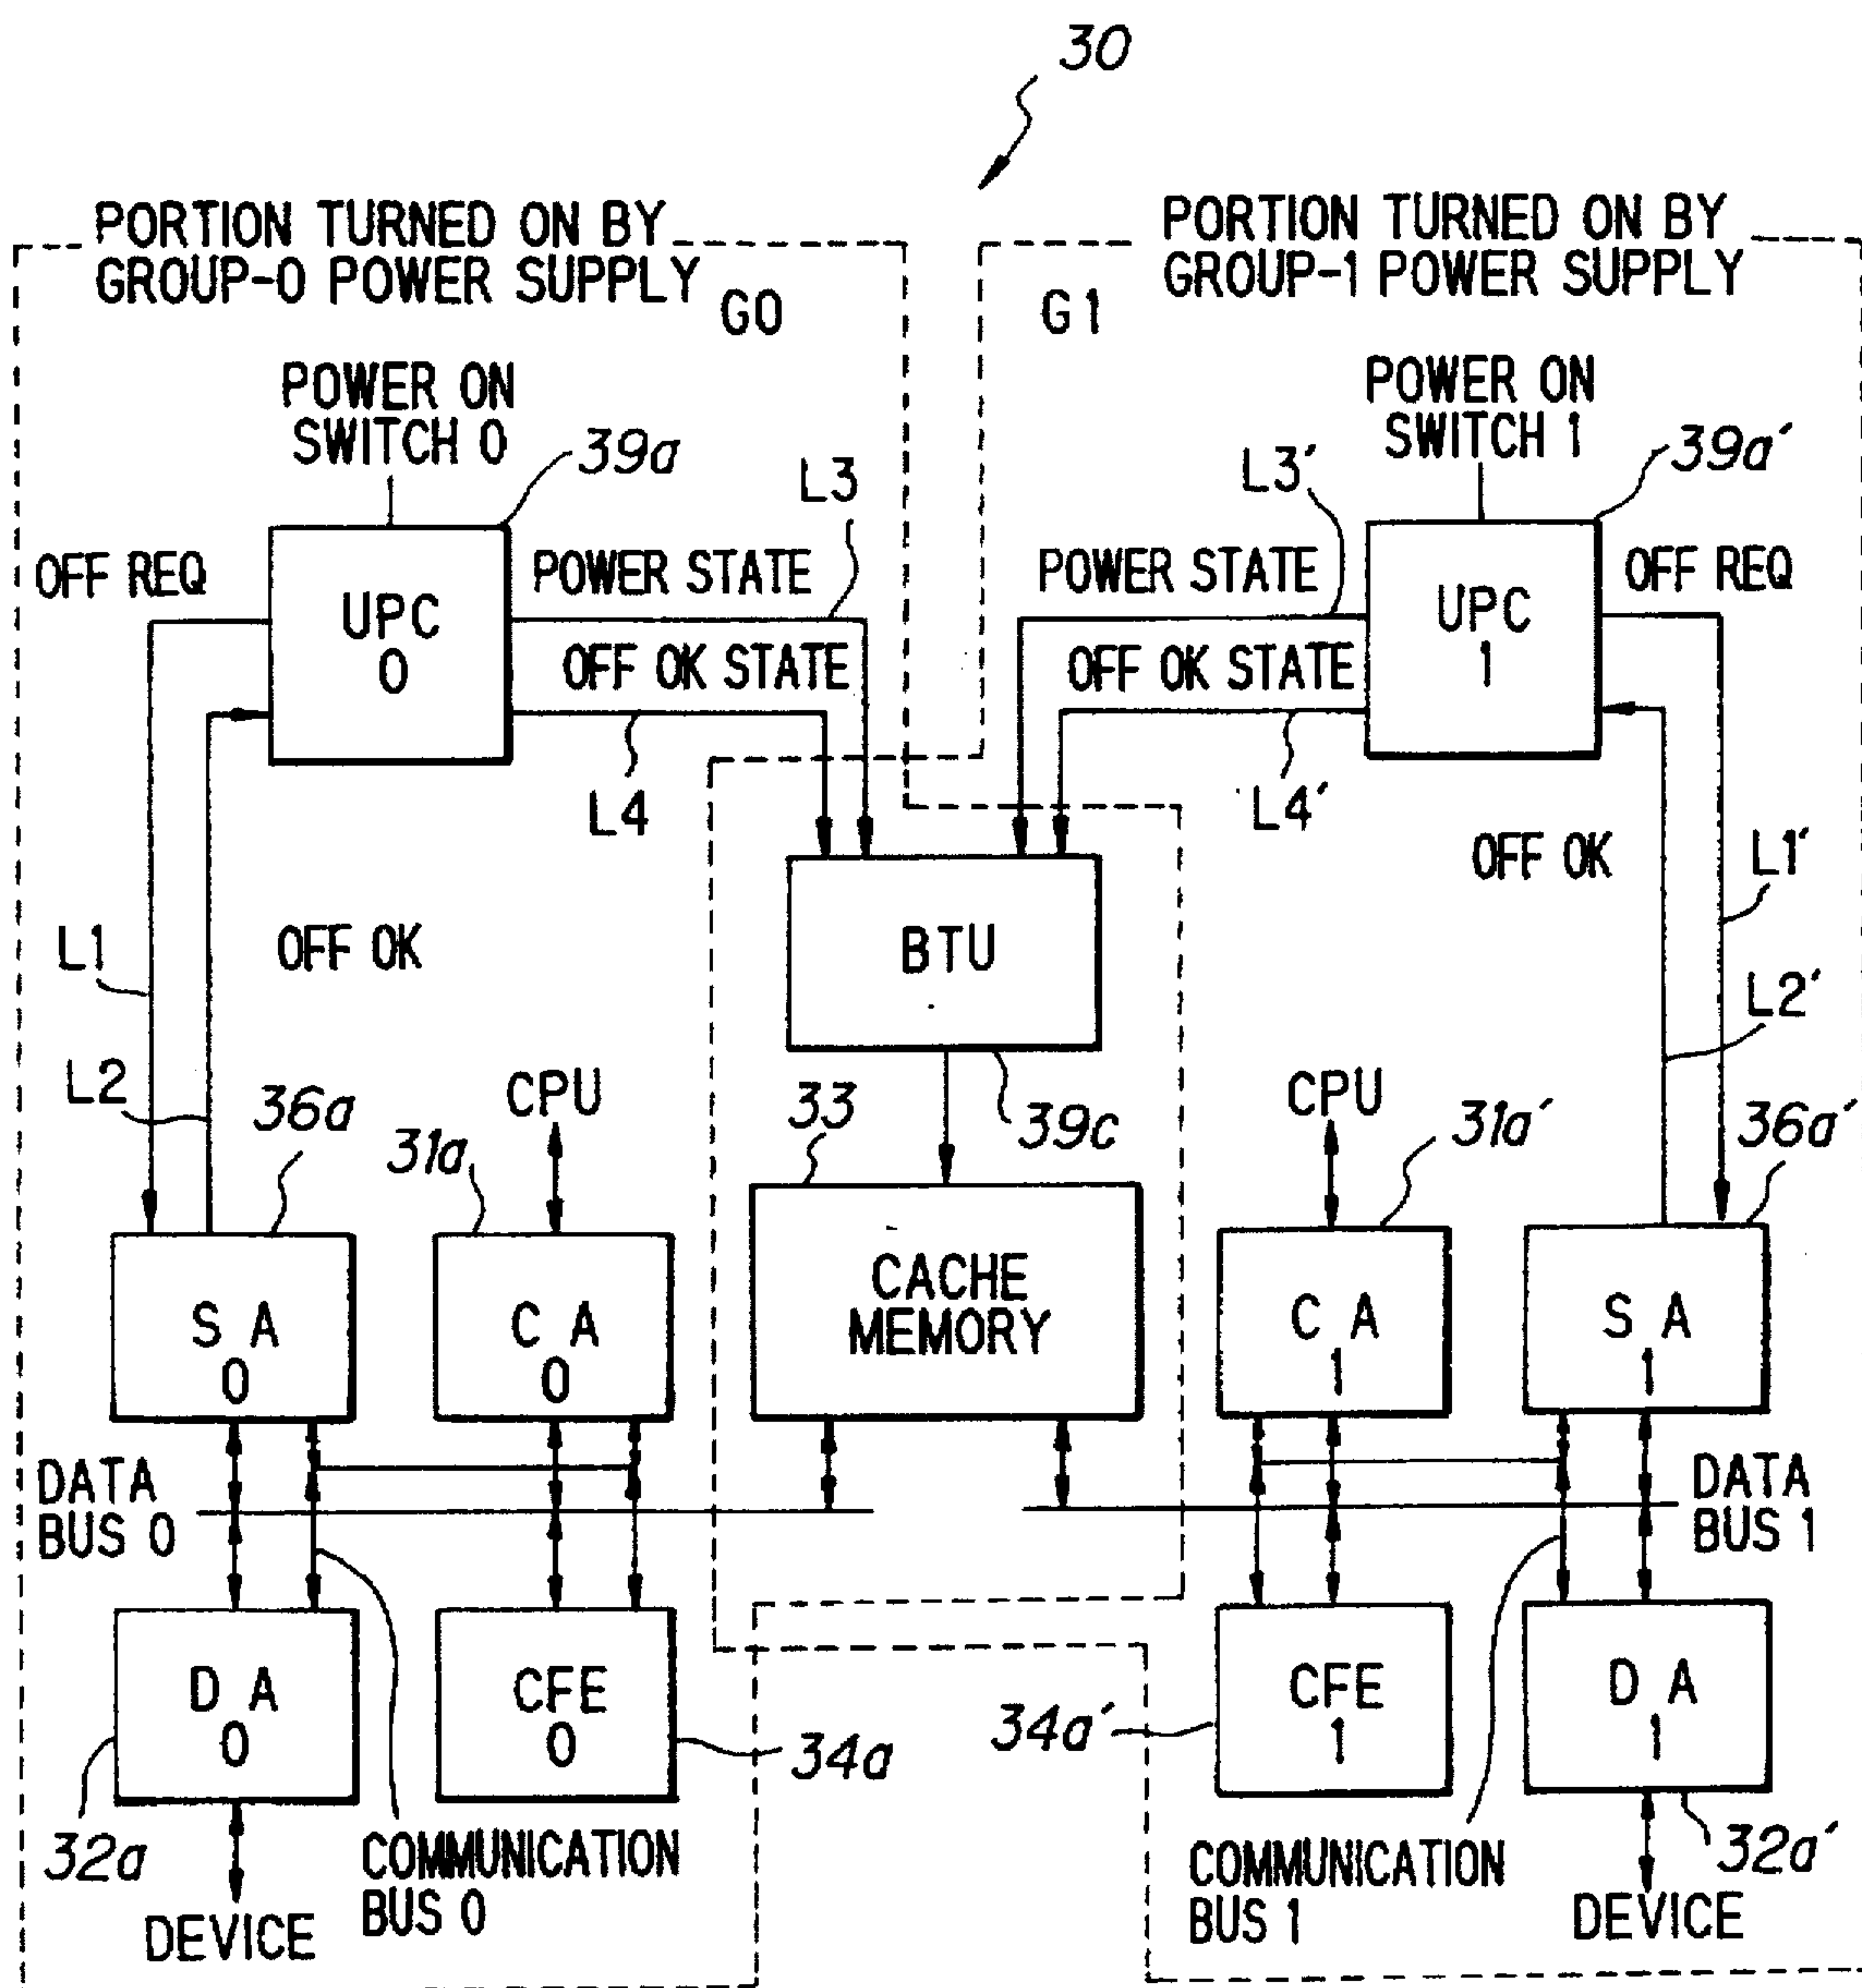 30
PORTION TURNED ON BY
GROUP-0 POWER SUPPLY
G0
PORTION TURNED ON BY
GROUP-1 POWER SUPPLY
G1
POWER ON
SWITCH 0
39a
L3
POWER ON
SWITCH 1
39a'
L3'
OFF REQ
UPC
0
POWER STATE
OFF OK STATE
L4
POWER STATE
OFF OK STATE
L4'
UPC
1
OFF REQ
OFF OK
L1
L2
BTU
39c
OFF OK
L1'
L2'
36a
31a
CPU
33
CPU
31a'
36a'
S A
0
C A
0
CACHE
MEMORY
C A
1
S A
1
DATA
BUS 0
DATA
BUS 1
D A
0
CFE
0
34a
34a'
CFE
1
D A
1
32a
COMMUNICATION
BUS 0
DEVICE
COMMUNICATION
BUS 1
32a'
DEVICE